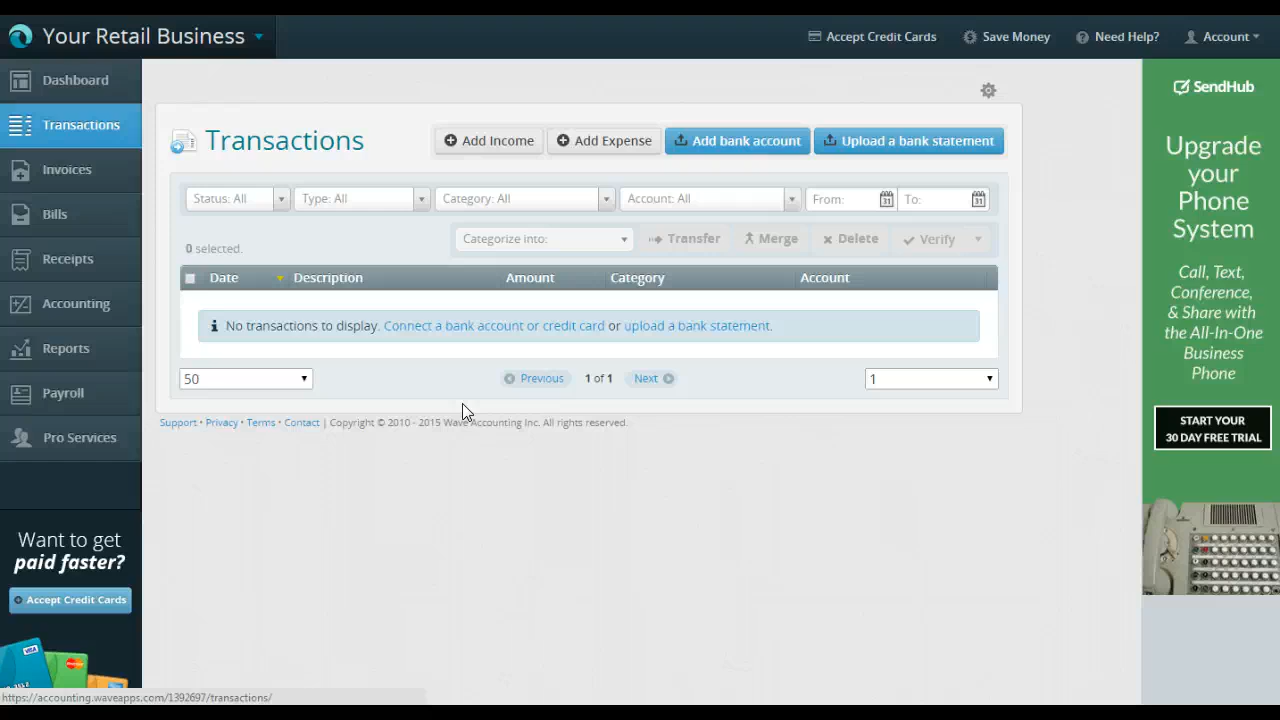 Your Retail Business
Accept Credit Cards
Save Money
Need Help?
Account
Dashboard
Transactions
Invoices
Bills
Receipts
Accounting
Reports
Payroll
Pro Services
Want to get
paid faster?
Accept Credit Cards
VISA
Transactions
Add Income
Add Expense
Add bank account
Upload a bank statement
Status: All
Type: All
Category: All
Account: All
From:
31
To:
31
0 selected.
Categorize into:
Transfer
Merge
Delete
Verify
Date Description Amount Category Account
No transactions to display. Connect a bank account or credit card or upload a bank statement.
50
Previous 1 of 1 Next
1
Support • Privacy • Terms • Contact | Copyright © 2010 - 2015 Wave Accounting Inc. All rights reserved.
SendHub
Upgrade
your
Phone
System
Call, Text,
Conference,
& Share with
the All-In-One
Business
Phone
START YOUR
30 DAY FREE TRIAL
https://accounting.waveapps.com/1392697/transactions/